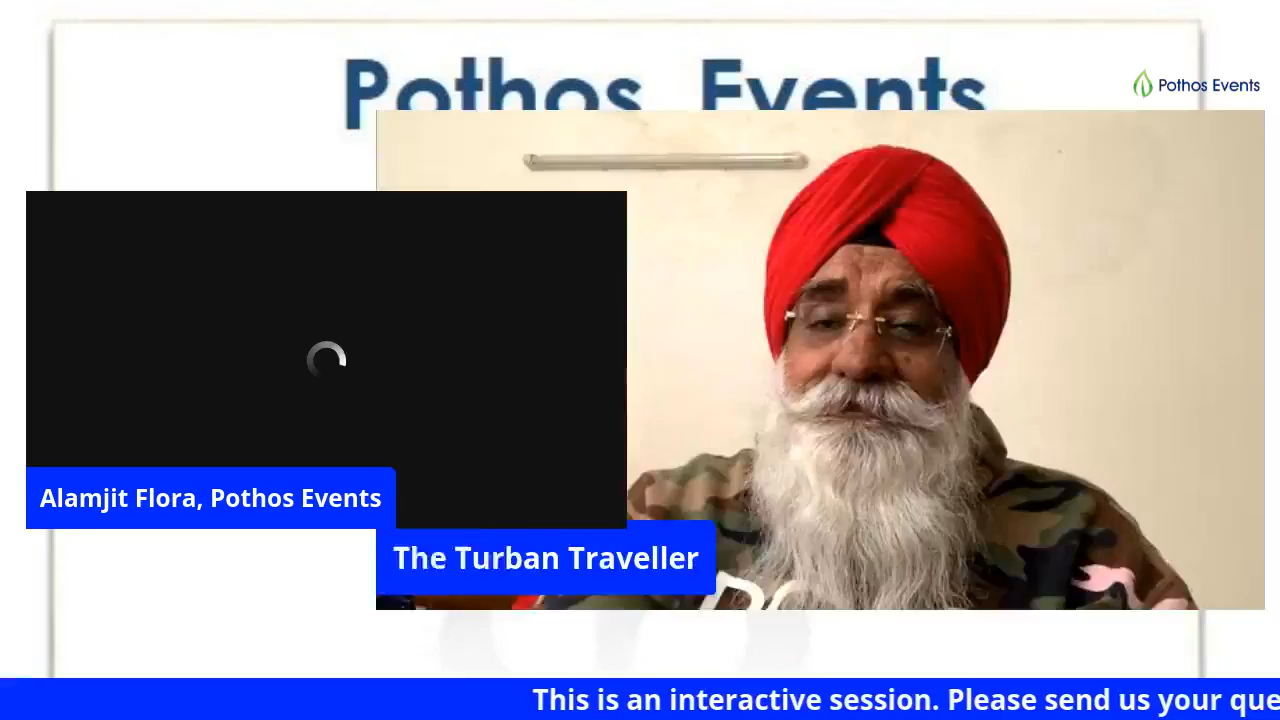 Pothos Events
Pothos Events
Alamjit Flora, Pothos Events
The Turban Traveller
This is an interactive session. Please send us your que